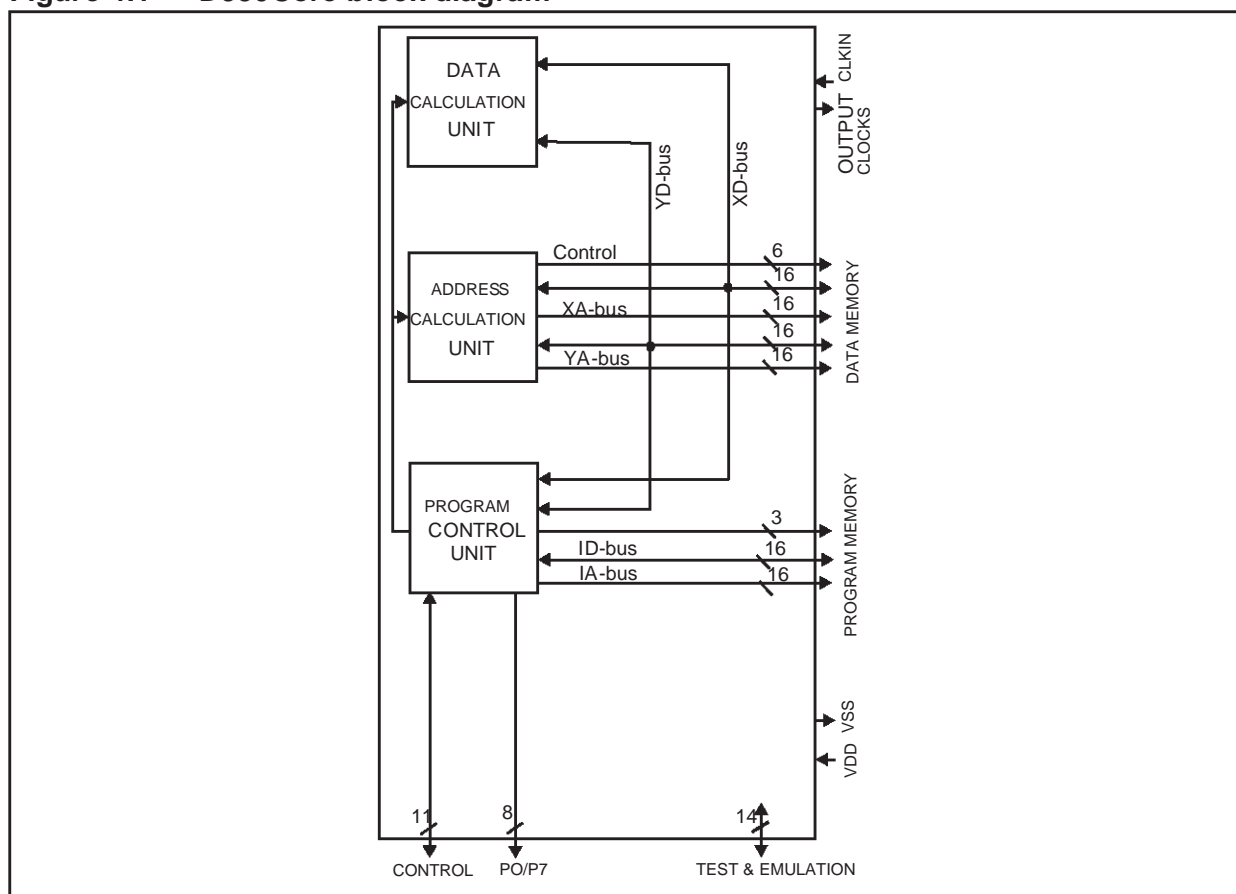 DATA
CALCULATION
UNIT
CLKIN
OUTPUT
CLOCKS
YD-bus
XD-bus
Control
6
16
ADDRESS
CALCULATION
UNIT
XA-bus
16
16
YA-bus
16
DATA MEMORY
PROGRAM
CONTROL
UNIT
3
ID-bus
16
IA-bus
16
PROGRAM MEMORY
VSS
VDD
11
8
14
CONTROL
PO/P7
TEST & EMULATION